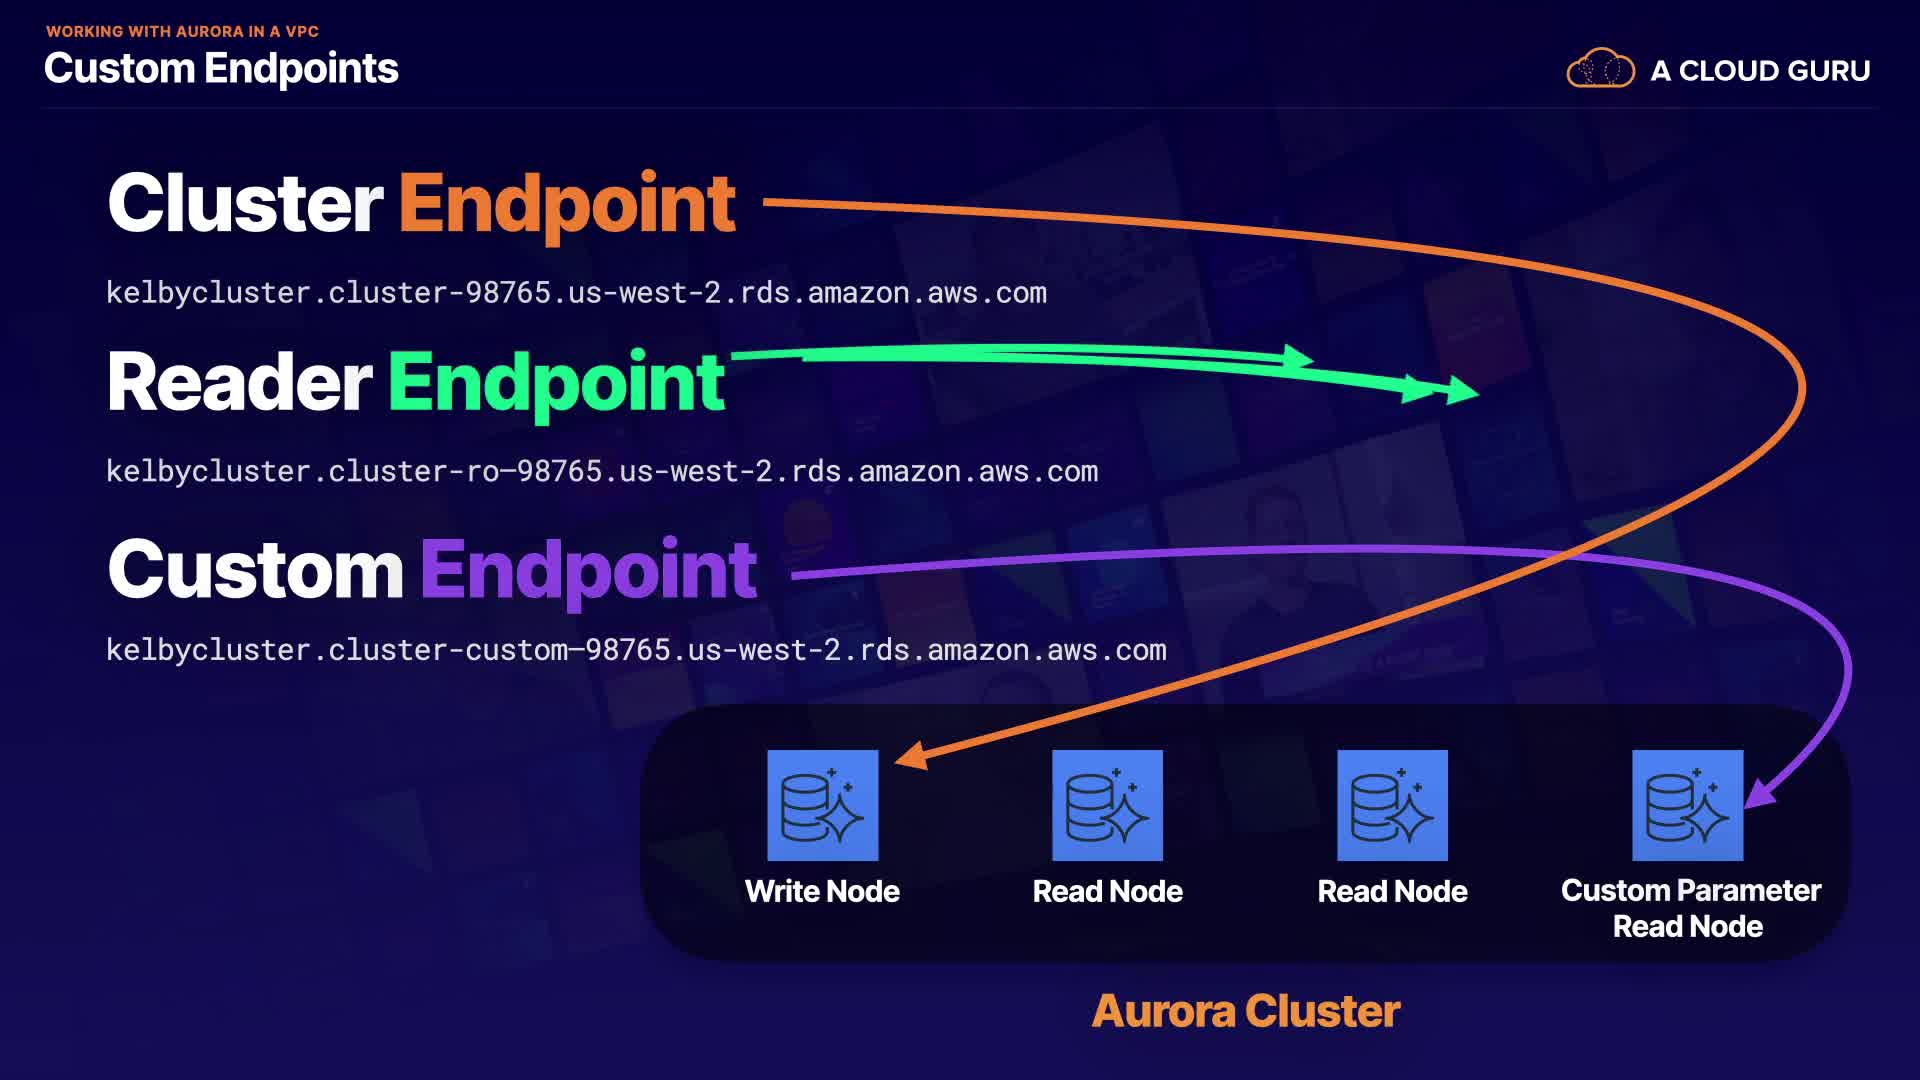 WORKING WITH AURORA IN A VPC
Custom Endpoints
A CLOUD GURU
Cluster Endpoint
kelbycluster.cluster-98765.us-west-2.rds.amazon.aws.com
Reader Endpoint
kelbycluster.cluster-ro–98765.us-west-2.rds.amazon.aws.com
Custom Endpoint
kelbycluster.cluster-custom–98765.us-west-2.rds.amazon.aws.com
Write Node
Read Node
Read Node
Custom Parameter
Read Node
Aurora Cluster